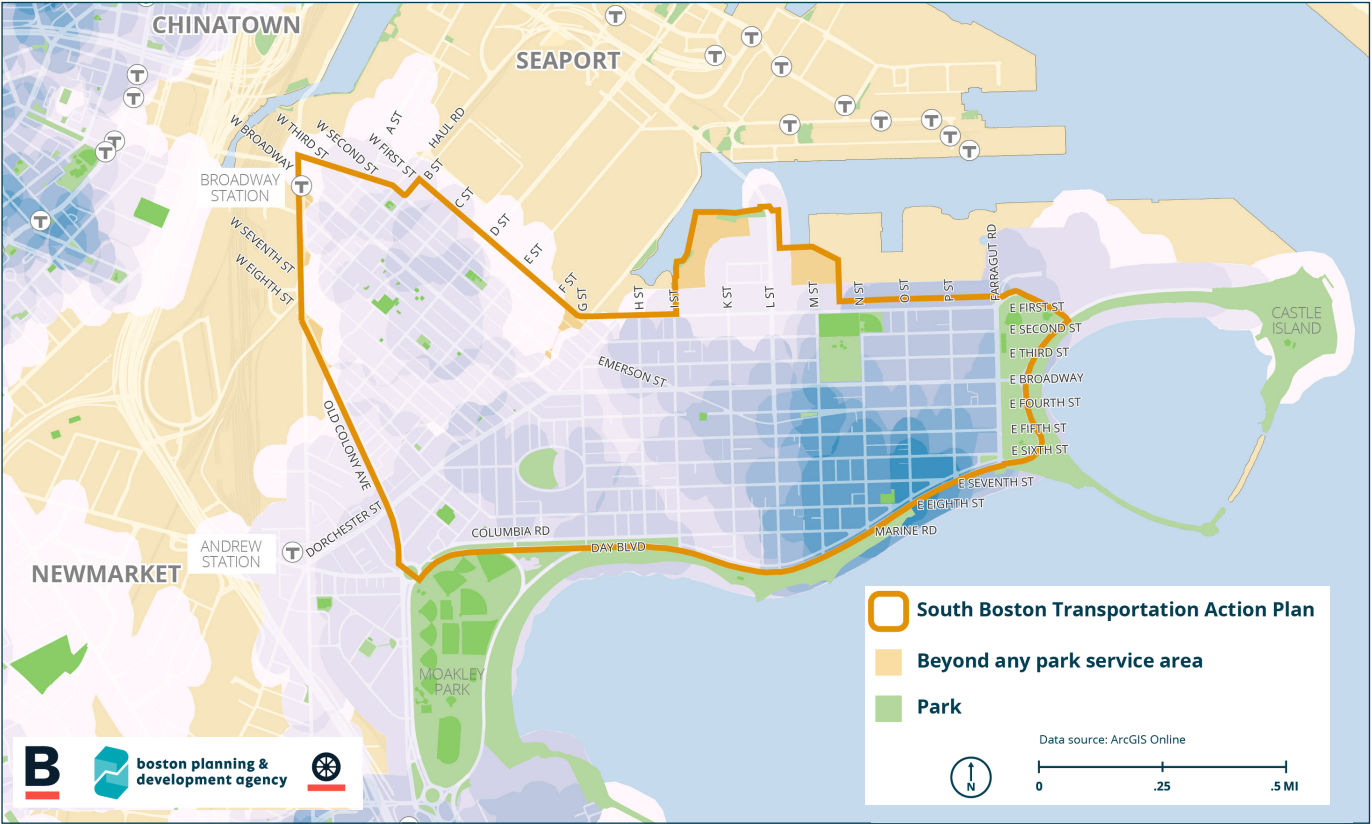 CHINATOWN
SEAPORT
A ST
HAUL RD
W BROADWAY
W THIRD ST
W SECOND ST
W FIRST ST
B ST
C ST
D ST
E ST
F ST
G ST
H ST
I ST
K ST
L ST
M ST
N ST
O ST
P ST
FARRAGUT RD
BROADWAY
STATION
T
W SEVENTH ST
W EIGHTH ST
E FIRST ST
E SECOND ST
E THIRD ST
E BROADWAY
E FOURTH ST
E FIFTH ST
E SIXTH ST
E SEVENTH ST
E EIGHTH ST
MARINE RD
CASTLE
ISLAND
EMERSON ST
OLD COLONY AVE
DORCHESTER ST
COLUMBIA RD
DAY BLVD
ANDREW
STATION
T
NEWMARKET
MOAKLEY
PARK
South Boston Transportation Action Plan
Beyond any park service area
Park
Data source: ArcGIS Online
N
0 .25 .5 MI
B
boston planning &
development agency